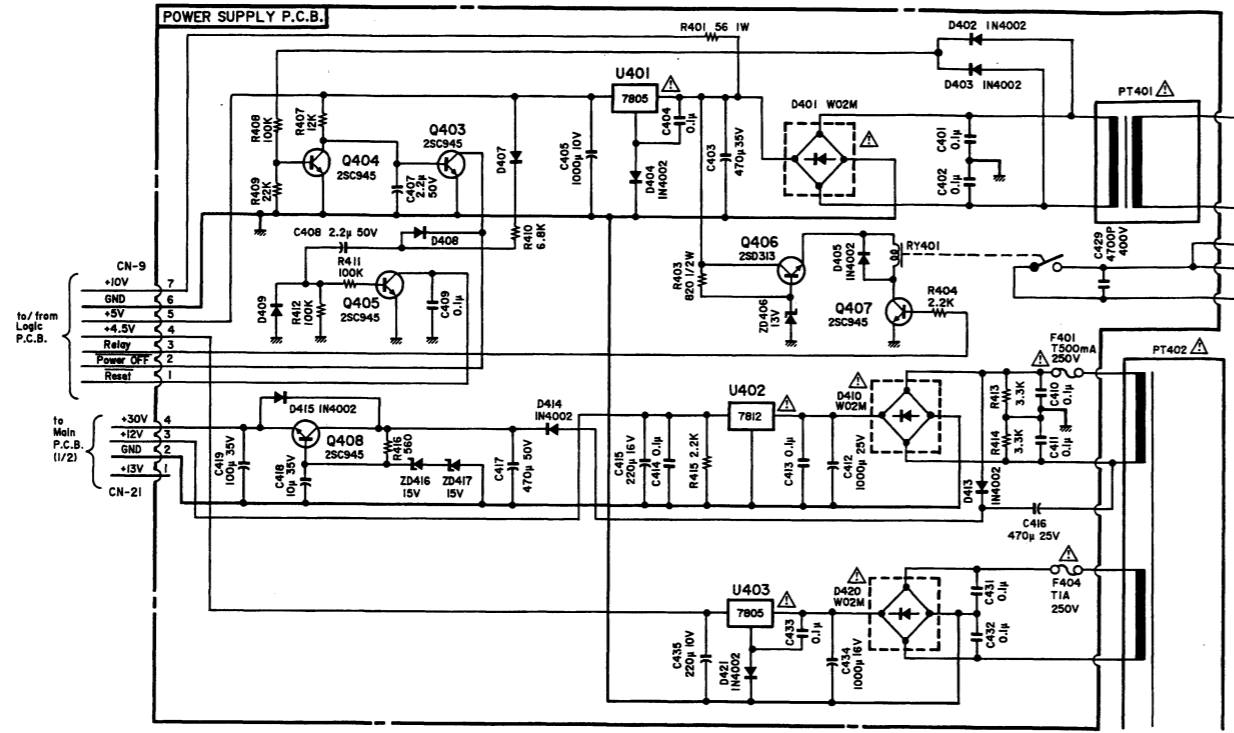 POWER SUPPLY P.C.B.
R401 56 1W
D402 1N4002
D403 1N4002
PT401
U401
7805
C404
0.1μ
D401 W02M
C401
0.1μ
C402
0.1μ
R408
100K
R407
12K
Q403
2SC945
Q404
2SC945
R409
22K
C407
2.2μ
50V
D407
C405
1000μ 10V
D404
1N4002
C403
470μ 35V
C408 2.2μ 50V
D408
R410
6.8K
Q406
2SD313
D405
1N4002
RY401
C429
4700P
400V
CN-9
R411
100K
Q405
2SC945
C409
0.1μ
D409
R412
100K
R403
820 1/2W
ZD406
13V
Q407
2SC945
R404
2.2K
to/from
Logic
P.C.B.
+10V 7
GND 6
+5V 5
+4.5V 4
Relay 3
Power OFF 2
Reset 1
F401
T500mA
250V
PT402
to
Main
P.C.B.
(1/2)
+30V 4
+12V 3
GND 2
+13V 1
CN-21
D415 1N4002
Q408
2SC945
C419
100μ 35V
C418
10μ 35V
R416
560
ZD416
15V
ZD417
15V
C417
470μ 50V
D414
1N4002
C415
220μ 16V
C414 0.1μ
R415 2.2K
U402
7812
C413 0.1μ
C412
1000μ 25V
D410
W02M
R413
3.3K
C410
0.1μ
R414
3.3K
C411
0.1μ
D413
1N4002
C416
470μ 25V
U403
7805
D420
W02M
C431
0.1μ
C432
0.1μ
F404
T1A
250V
C435
220μ 10V
D421
1N4002
C433
0.1μ
C434
1000μ 16V